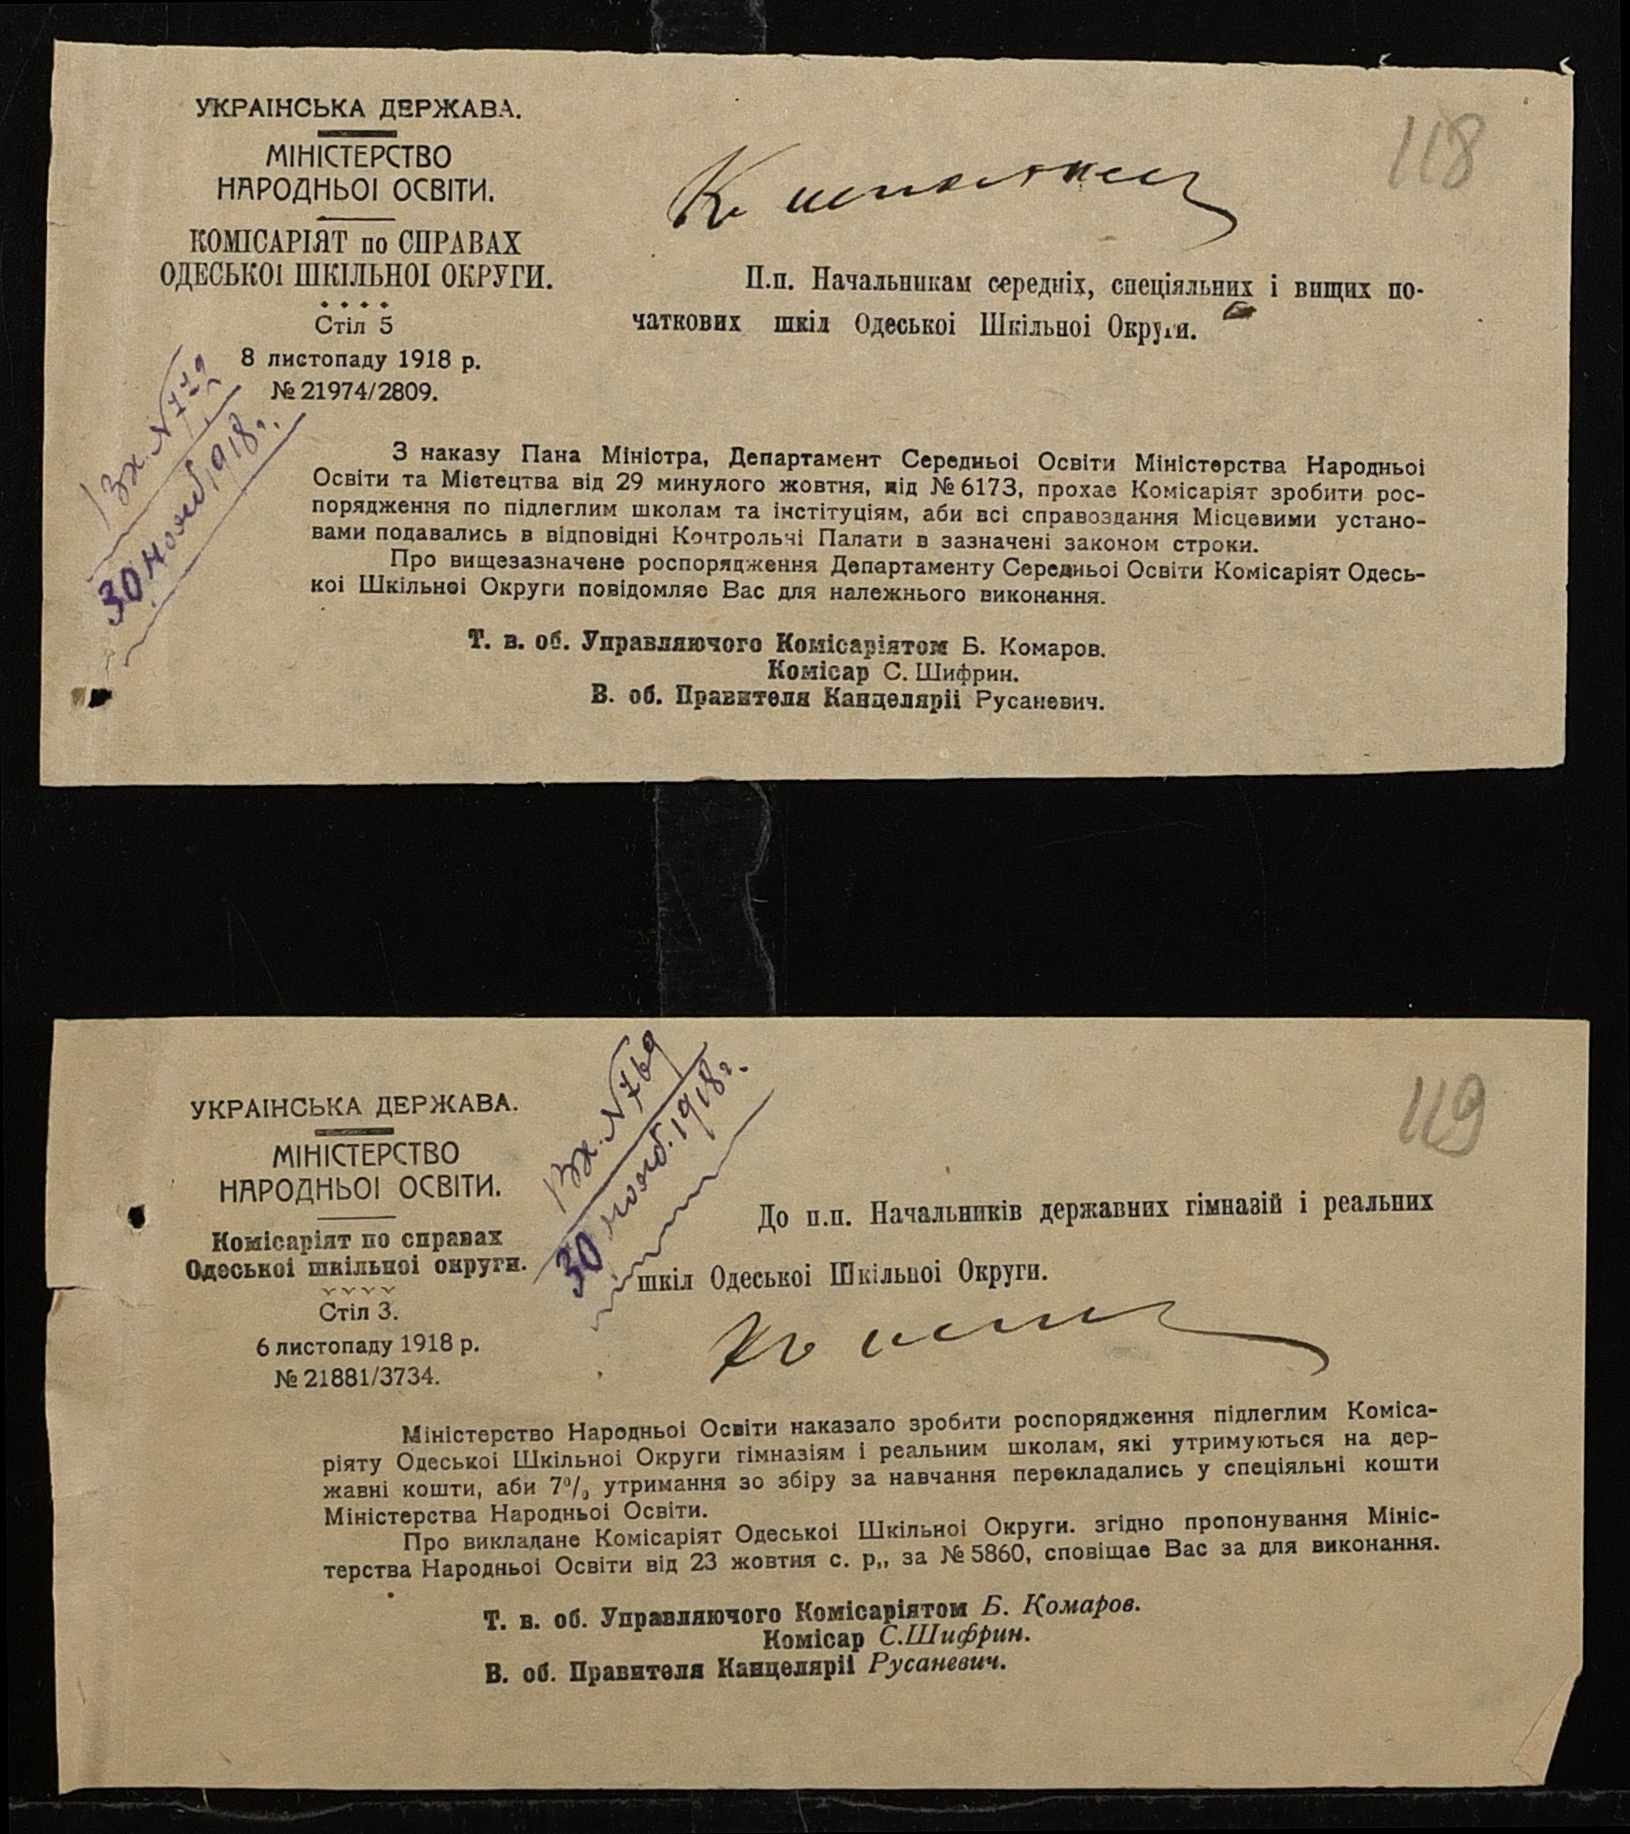 118
УКРАІНСЬКА ДЕРЖАВА.
МІНІСТЕРСТВО
НАРОДНЬОІ ОСВІТИ.
КОМІСАРІЯТ по СПРАВАХ
ОДЕСЬКОІ ШКІЛЬНОІ ОКРУГИ.
Стіл 5
8 листопаду 1918 р.
№ 21974/2809.
Вх. №
30 нояб. 1918 г.
К исполнен
П.п. Начальникам середніх, спеціяльних і вищих по-
чаткових шкіл Одеськоі Шкільноі Округи.
З наказу Пана Міністра, Департамент Середньоі Освіти Міністерства Народньоі
Освіти та Містецтва від 29 минулого жовтня, від № 6173, прохає Комісаріят зробити рос-
порядження по підлеглим школам та інстітуціям, аби всі справоздання Місцевими устано-
вами подавались в відповідні Контрольчі Палати в зазначені законом строки.
Про вищезазначене роспорядження Департаменту Середньоі Освіти Комісаріят Одесь-
коі Шкільноі Округи повідомляє Вас для належнього виконання.
Т. в. об. Управляючого Комісаріятом Б. Комаров.
Комісар С. Шифрин.
В. об. Правителя Канцеляріі Русаневич.
119
УКРАІНСЬКА ДЕРЖАВА.
МІНІСТЕРСТВО
НАРОДНЬОІ ОСВІТИ.
Комісаріят по справах
Одеськоі шкільноі округи.
Стіл 3.
6 листопаду 1918 р.
№ 21881/3734.
Вх. № 769
30 нояб. 1918 г.
До п.п. Начальників державних гімназій і реальних
шкіл Одеськоі Шкільноі Округи.
Міністерство Народньоі Освіти наказало зробити роспорядження підлеглим Коміса-
ріяту Одеськоі Шкільноі Округи гімназіям і реальним школам, які утримуються на дер-
жавні кошти, аби 7% утримання зо збіру за навчання перекладались у спеціяльні кошти
Міністерства Народньоі Освіти.
Про викладане Комісаріят Одеськоі Шкільноі Округи. згідно пропонування Мініс-
терства Народньоі Освіти від 23 жовтня с. р,, за № 5860, сповіщає Вас за для виконання.
Т. в. об. Управляючого Комісаріятом Б. Комаров.
Комісар С.Шифрин.
В. об. Правителя Канцеляріі Русаневич.